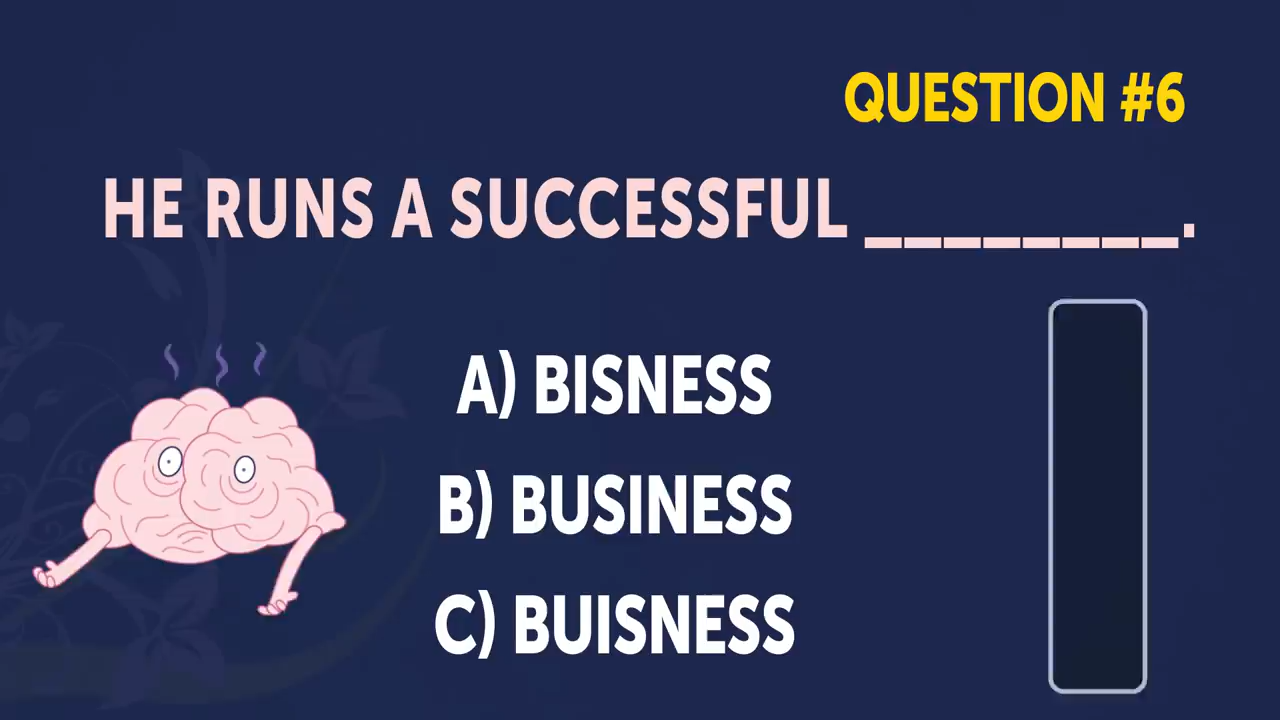 QUESTION #6
HE RUNS A SUCCESSFUL ________.
A) BISNESS
B) BUSINESS
C) BUISNESS